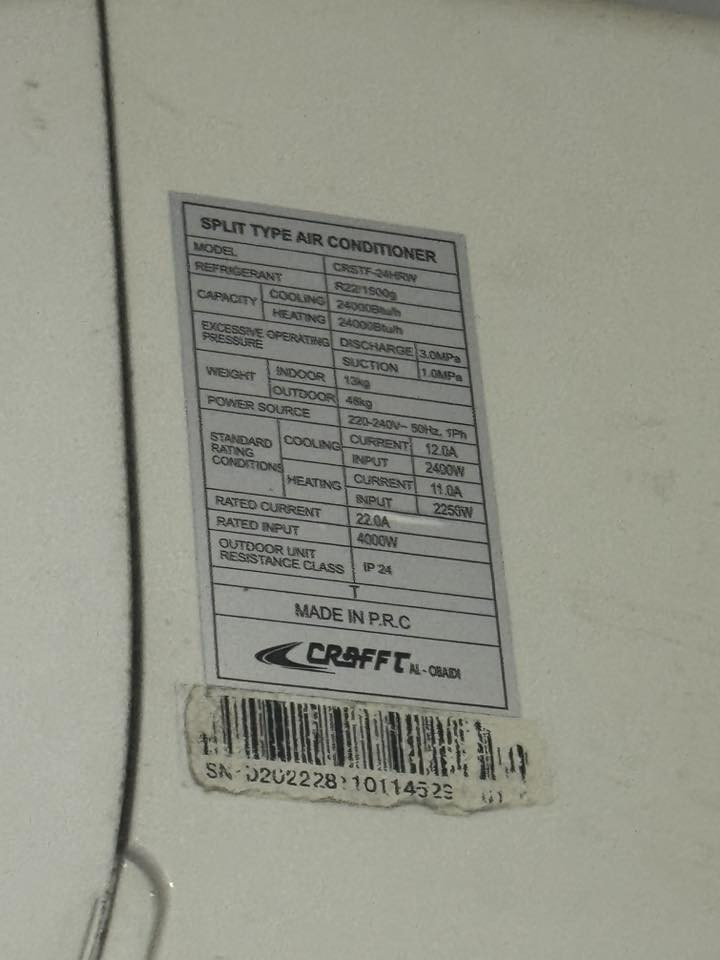 SPLIT TYPE AIR CONDITIONER
MODEL CRSTF-24HRW
REFRIGERANT R22/1900g
CAPACITY COOLING 24000Btu/h
HEATING 24000Btu/h
EXCESSIVE OPERATING PRESSURE DISCHARGE 3.0MPa
SUCTION 1.0MPa
WEIGHT INDOOR 13kg
OUTDOOR 48kg
POWER SOURCE 220-240V~ 50Hz, 1Ph
STANDARD RATING CONDITIONS COOLING CURRENT 12.0A
INPUT 2400W
HEATING CURRENT 11.0A
INPUT 2250W
RATED CURRENT 22.0A
RATED INPUT 4000W
OUTDOOR UNIT RESISTANCE CLASS IP 24
T
MADE IN P.R.C
CRAFFT AL-OBAIDI